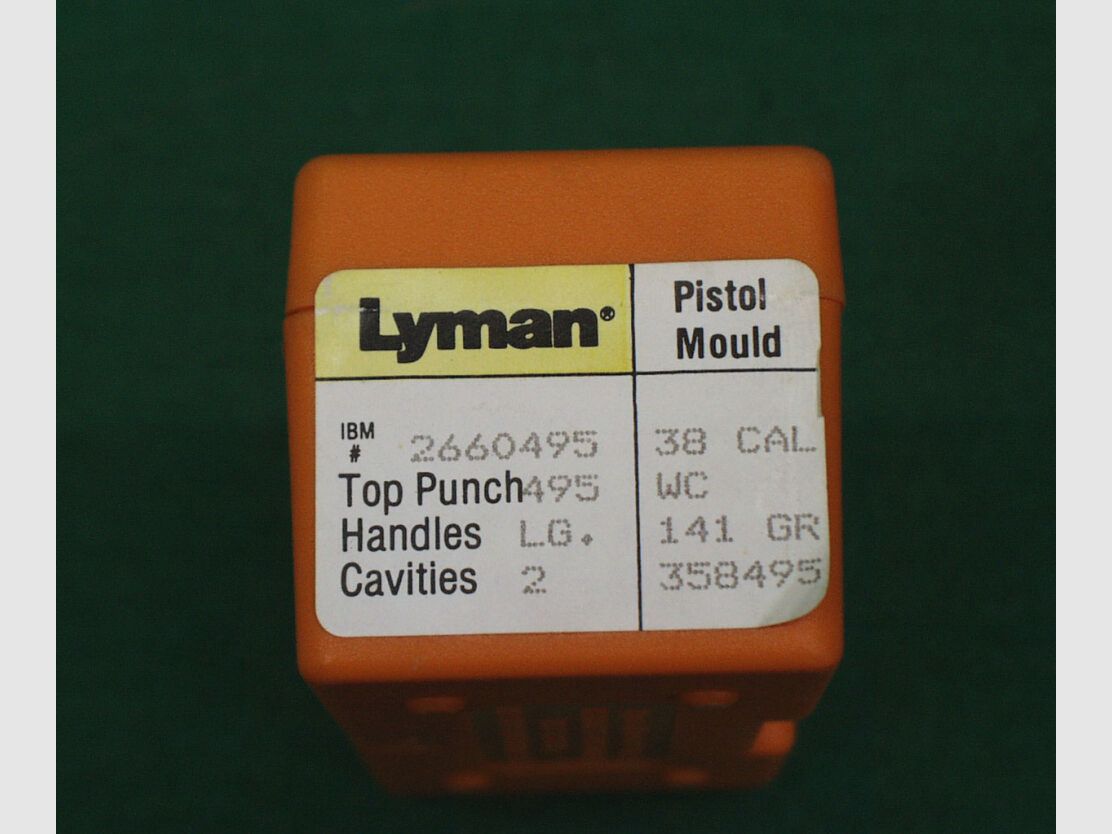 Lyman®
Pistol
Mould
IBM
# 2660495
Top Punch 495
Handles LG.
Cavities 2
38 CAL.
WC
141 GR
358495